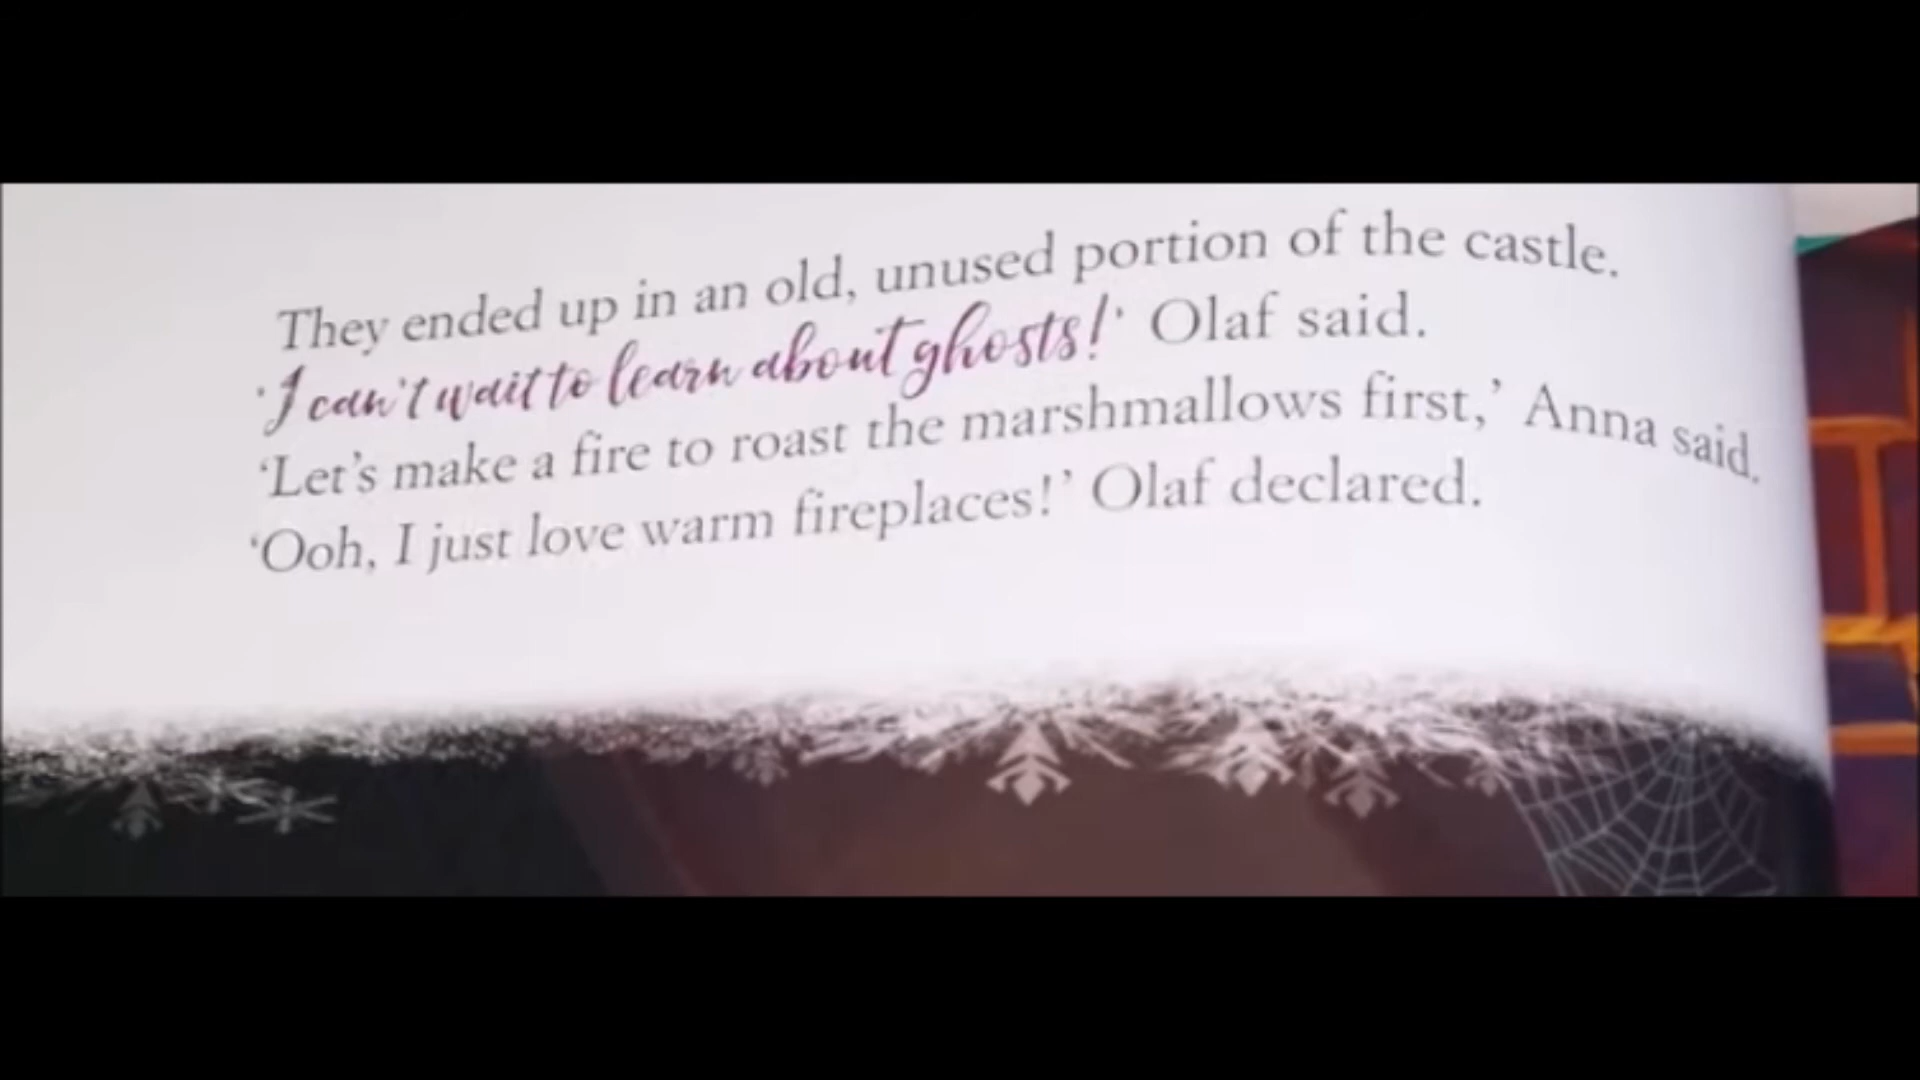 They ended up in an old, unused portion of the castle.
‘I can’t wait to learn about ghosts!’ Olaf said.
‘Let’s make a fire to roast the marshmallows first,’ Anna said.
‘Ooh, I just love warm fireplaces!’ Olaf declared.